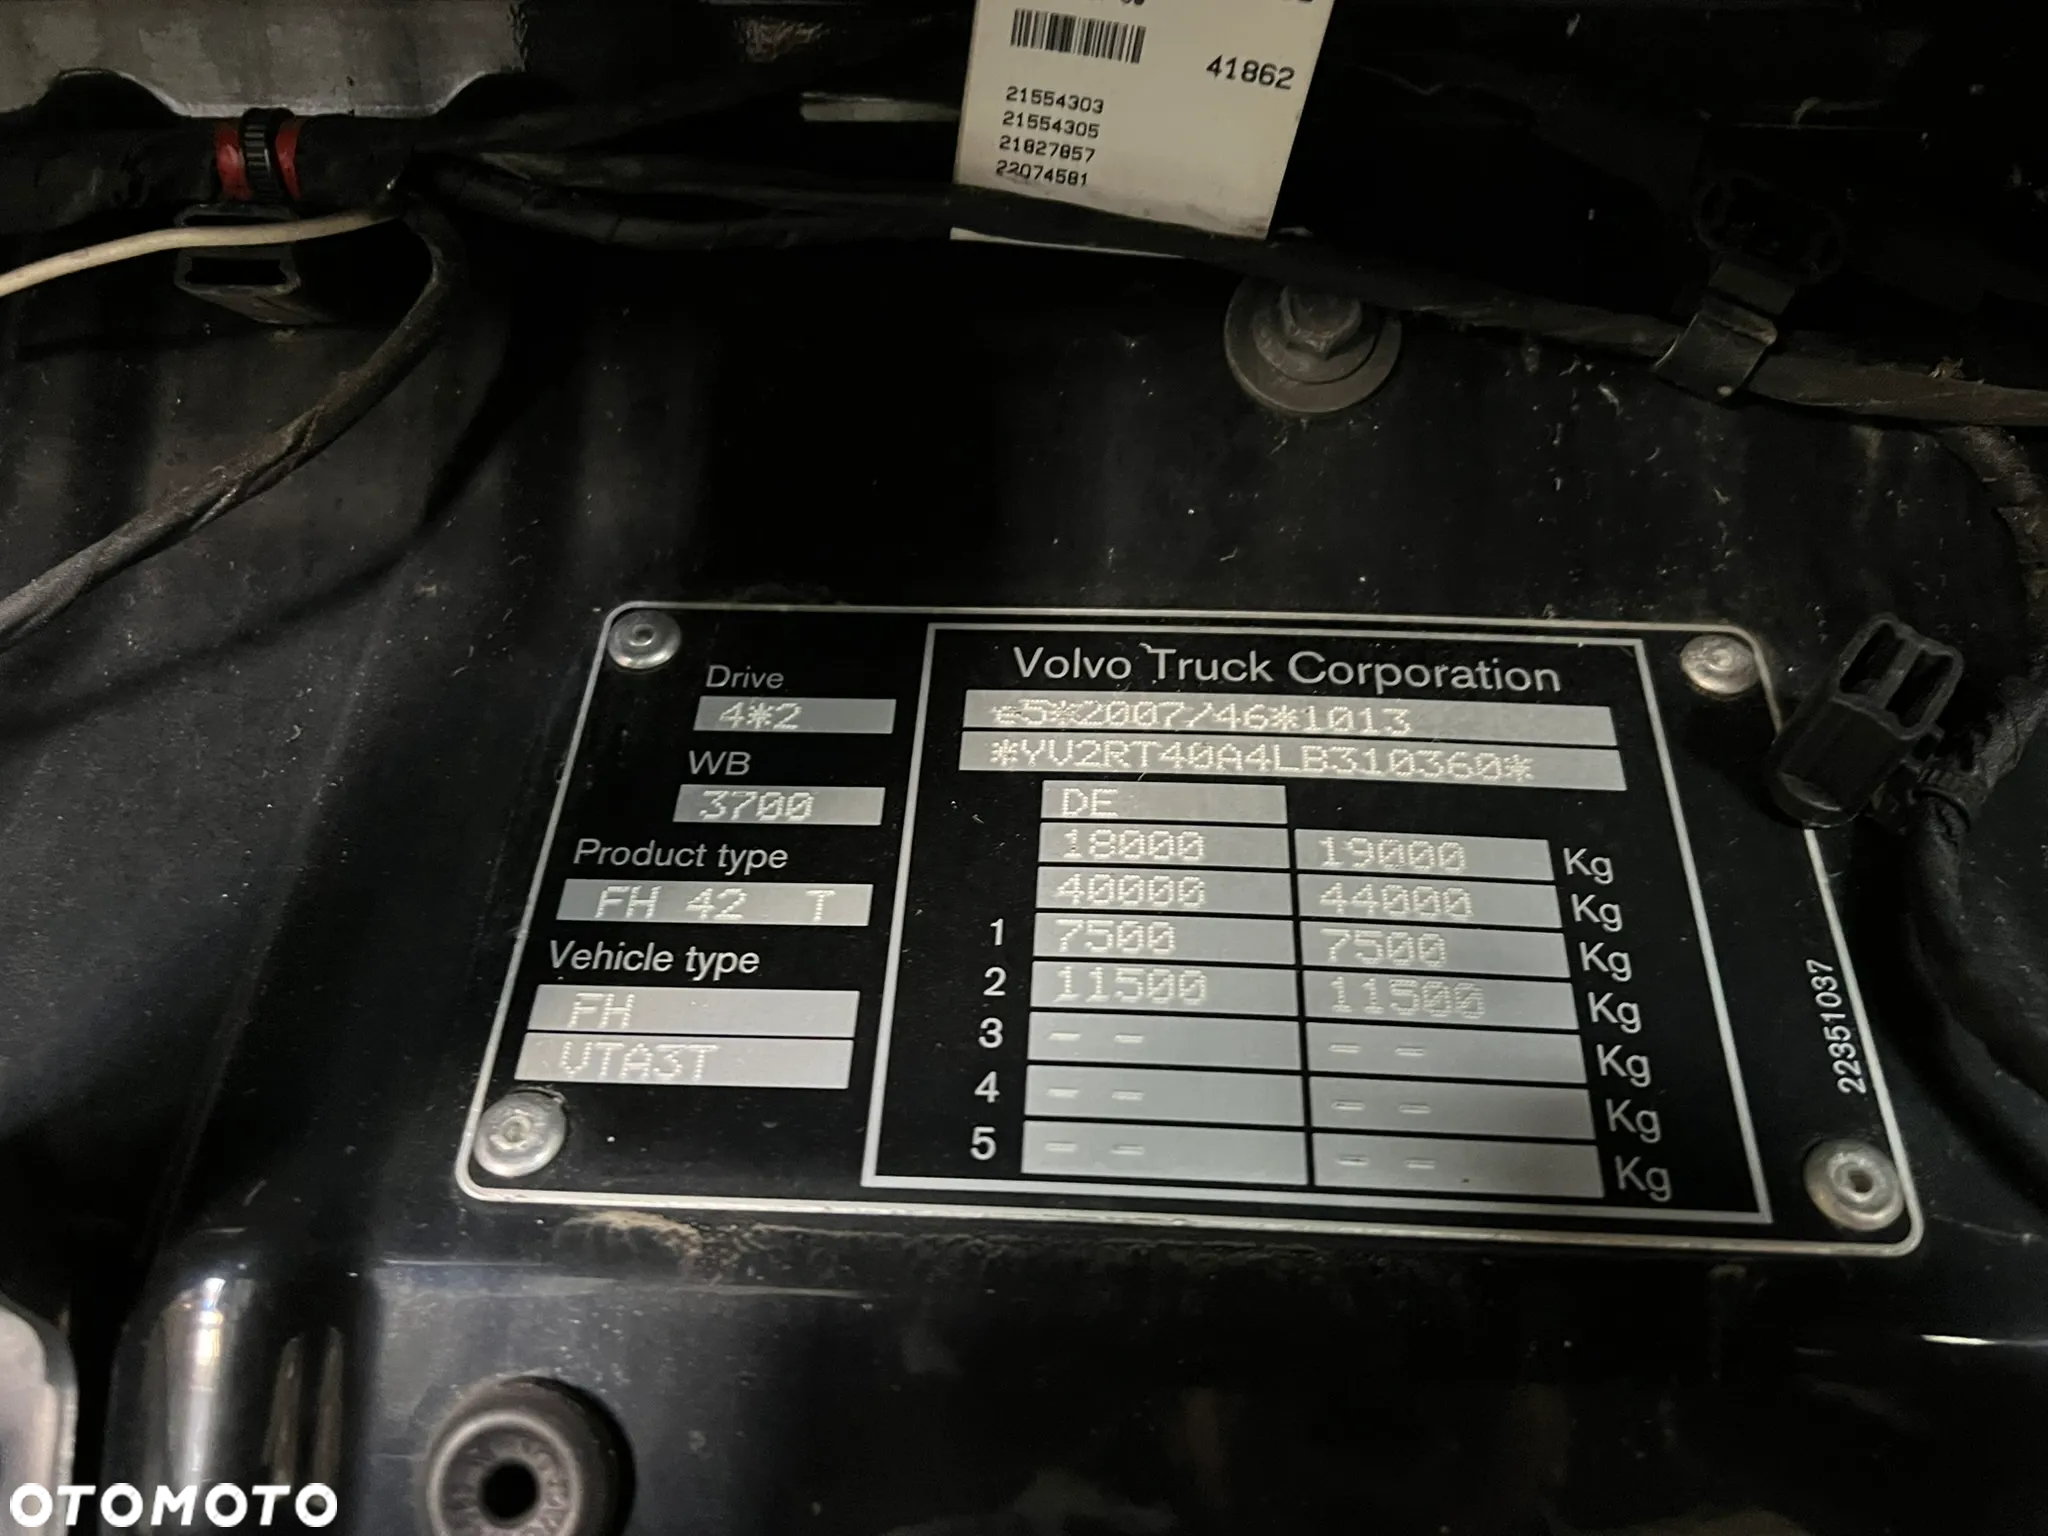 41862
21554303
21554305
21827857
22074581
Drive
4*2
WB
3700
Product type
FH 42 T
Vehicle type
FH
VTA3T
Volvo Truck Corporation
e5*2007/46*1013
*YV2RT40A4LB310360*
DE
18000 19000 Kg
40000 44000 Kg
1 7500 7500 Kg
2 11500 11500 Kg
3 - - - - Kg
4 - - - - Kg
5 - - - - Kg
22351037
OTOMOTO